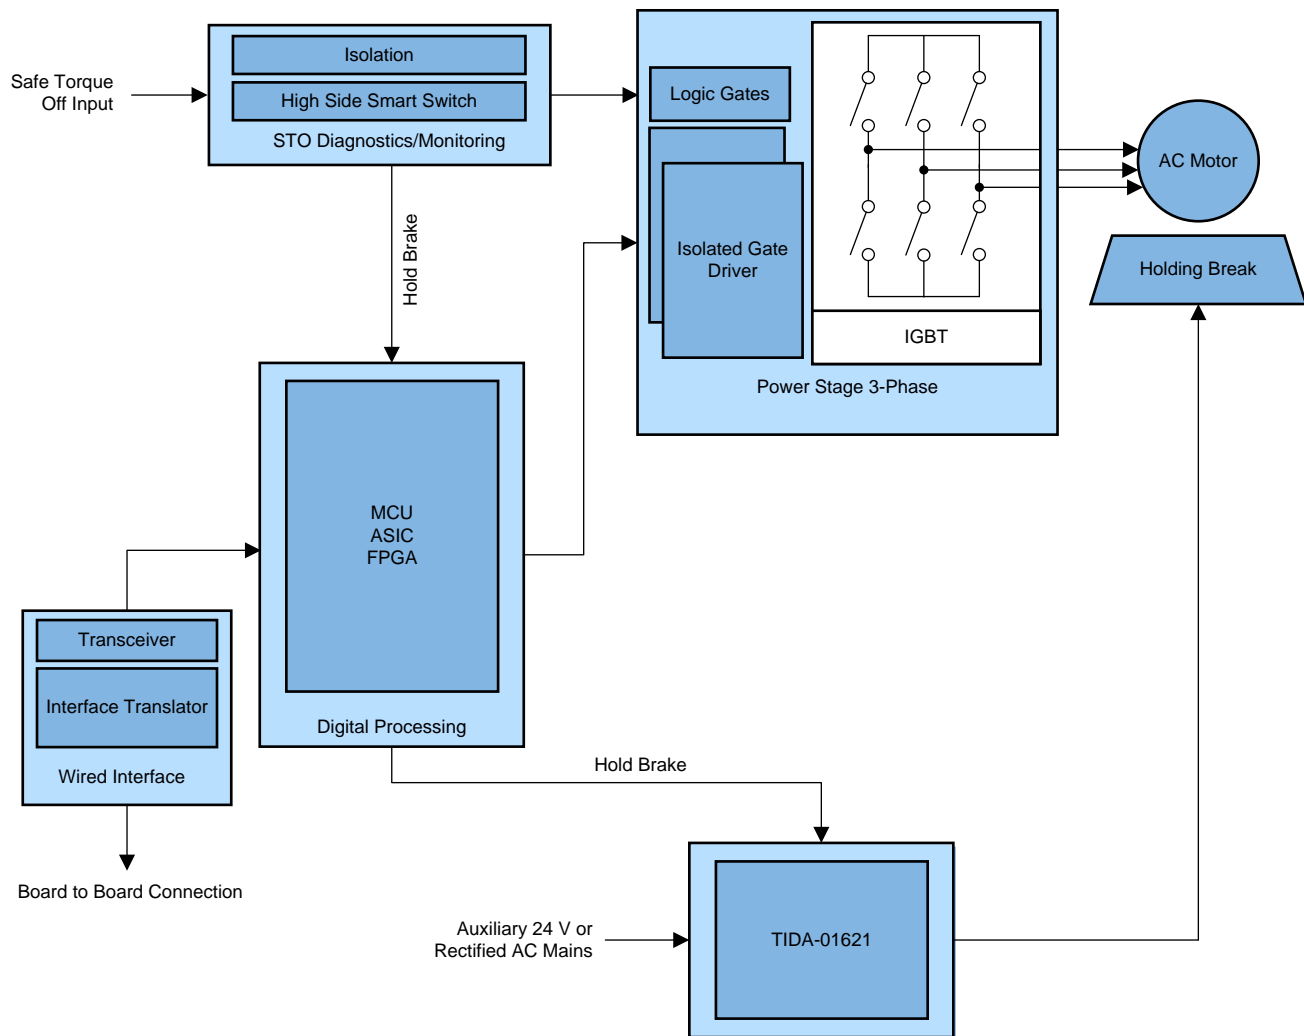 Safe Torque
Off Input
Isolation
High Side Smart Switch
STO Diagnostics/Monitoring
Logic Gates
Isolated Gate
Driver
IGBT
Power Stage 3-Phase
AC Motor
Holding Break
Hold Brake
MCU
ASIC
FPGA
Digital Processing
Transceiver
Interface Translator
Wired Interface
Board to Board Connection
Hold Brake
Auxiliary 24 V or
Rectified AC Mains
TIDA-01621